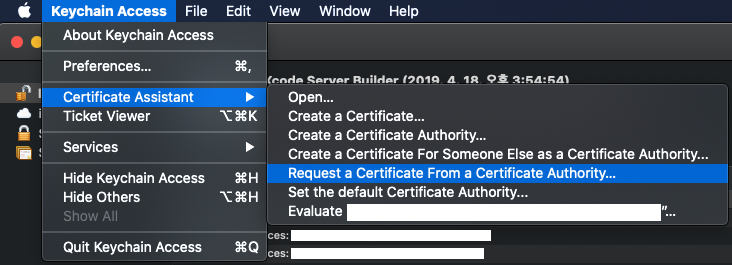 Keychain Access File Edit View Window Help
About Keychain Access
Preferences... ⌘,
Certificate Assistant ▶
Ticket Viewer ⌥⌘K
Services ▶
Hide Keychain Access ⌘H
Hide Others ⌥⌘H
Show All
Quit Keychain Access ⌘Q
code Server Builder (2019. 4. 18. 오후 3:54:54)
Open...
Create a Certificate...
Create a Certificate Authority...
Create a Certificate For Someone Else as a Certificate Authority...
Request a Certificate From a Certificate Authority...
Set the default Certificate Authority...
Evaluate "...
ces:
ces: